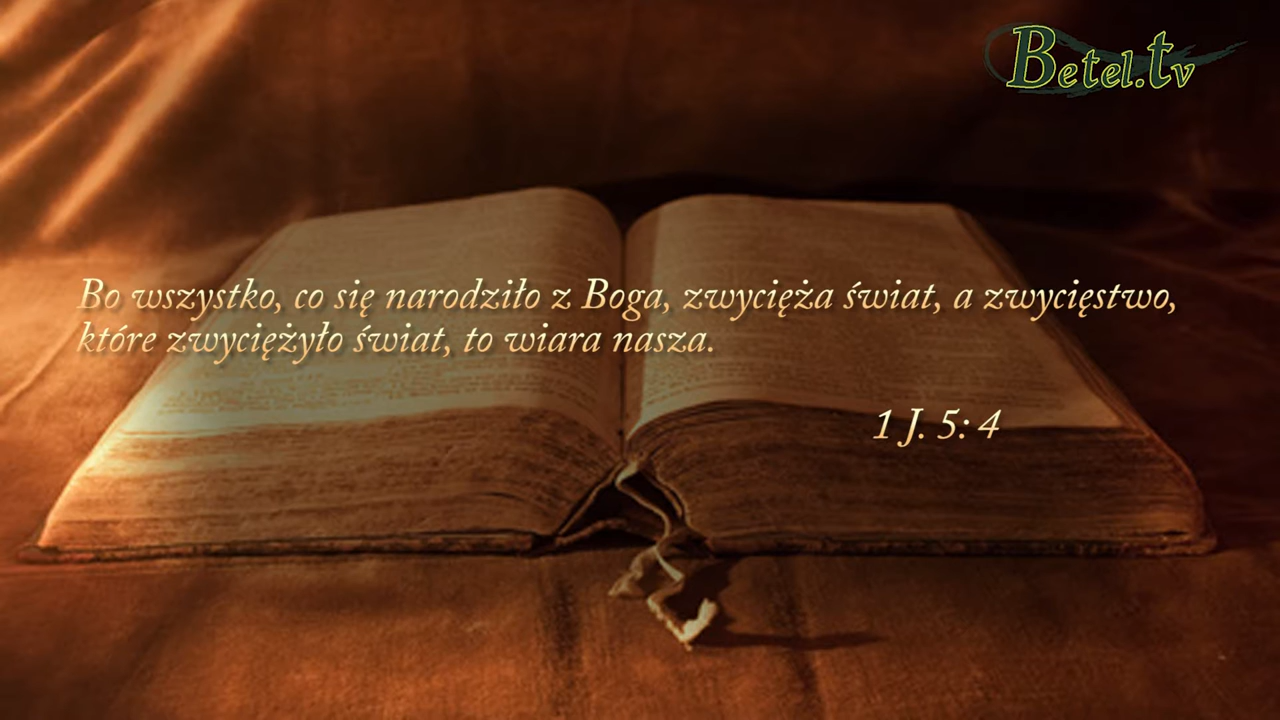 Betel.tv
Bo wszystko, co się narodziło z Boga, zwycięża świat, a zwycięstwo,
które zwyciężyło świat, to wiara nasza.
1 J. 5: 4